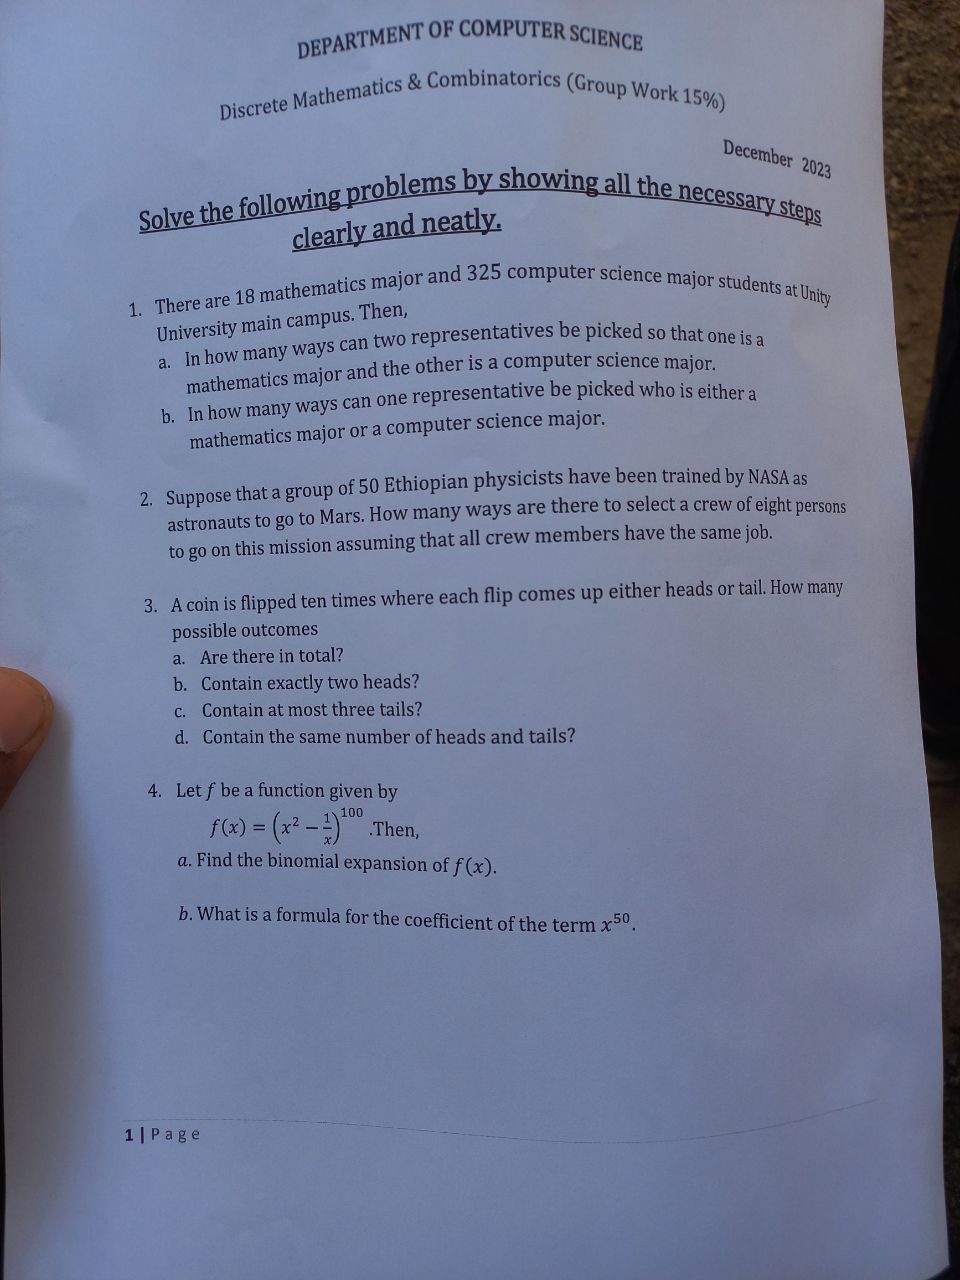 DEPARTMENT OF COMPUTER SCIENCE
Discrete Mathematics & Combinatorics (Group Work 15%)
December 2023
Solve the following problems by showing all the necessary steps
clearly and neatly.
1. There are 18 mathematics major and 325 computer science major students at Unity
University main campus. Then,
a. In how many ways can two representatives be picked so that one is a
mathematics major and the other is a computer science major.
b. In how many ways can one representative be picked who is either a
mathematics major or a computer science major.
2. Suppose that a group of 50 Ethiopian physicists have been trained by NASA as
astronauts to go to Mars. How many ways are there to select a crew of eight persons
to go on this mission assuming that all crew members have the same job.
3. A coin is flipped ten times where each flip comes up either heads or tail. How many
possible outcomes
a. Are there in total?
b. Contain exactly two heads?
c. Contain at most three tails?
d. Contain the same number of heads and tails?
4. Let f be a function given by
f(x) = (x² − 1/x)^100 .Then,
a. Find the binomial expansion of f(x).
b. What is a formula for the coefficient of the term x^50.
1 | Page